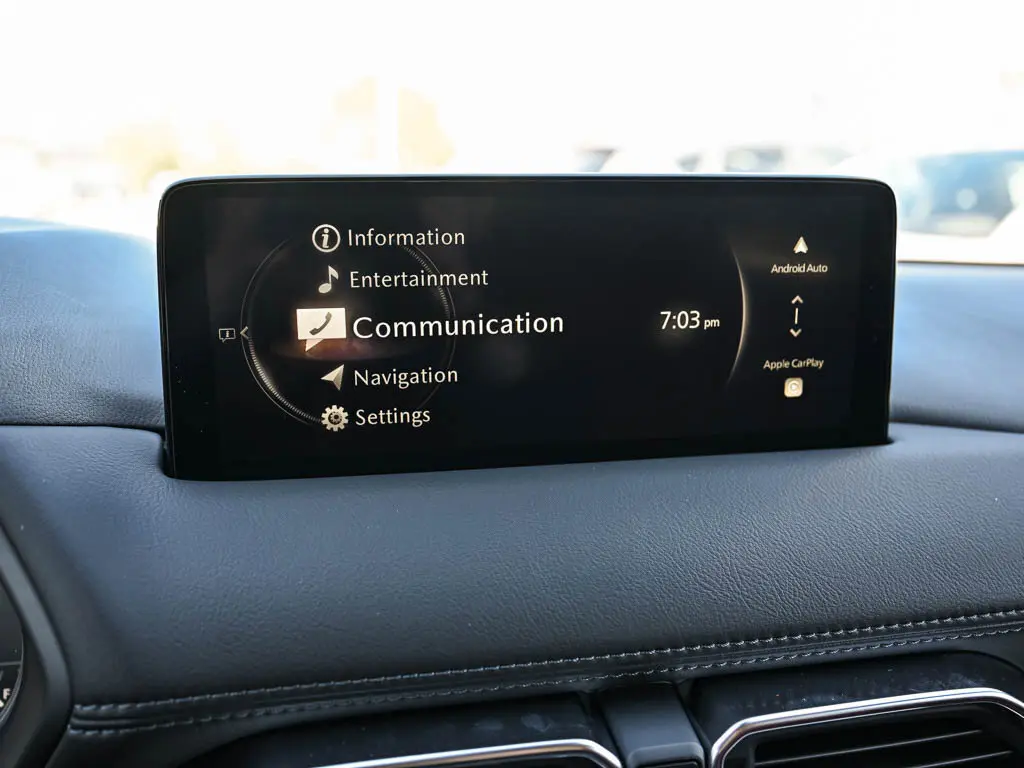 Information
Entertainment
Communication
Navigation
Settings
7:03 pm
Android Auto
Apple CarPlay
F